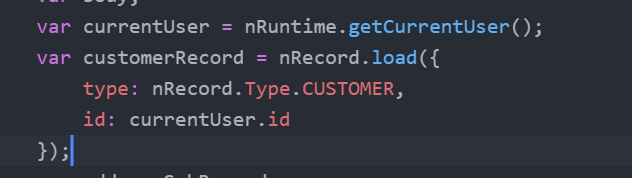 var currentUser = nRuntime.getCurrentUser();
var customerRecord = nRecord.load({
type: nRecord.Type.CUSTOMER,
id: currentUser.id
});